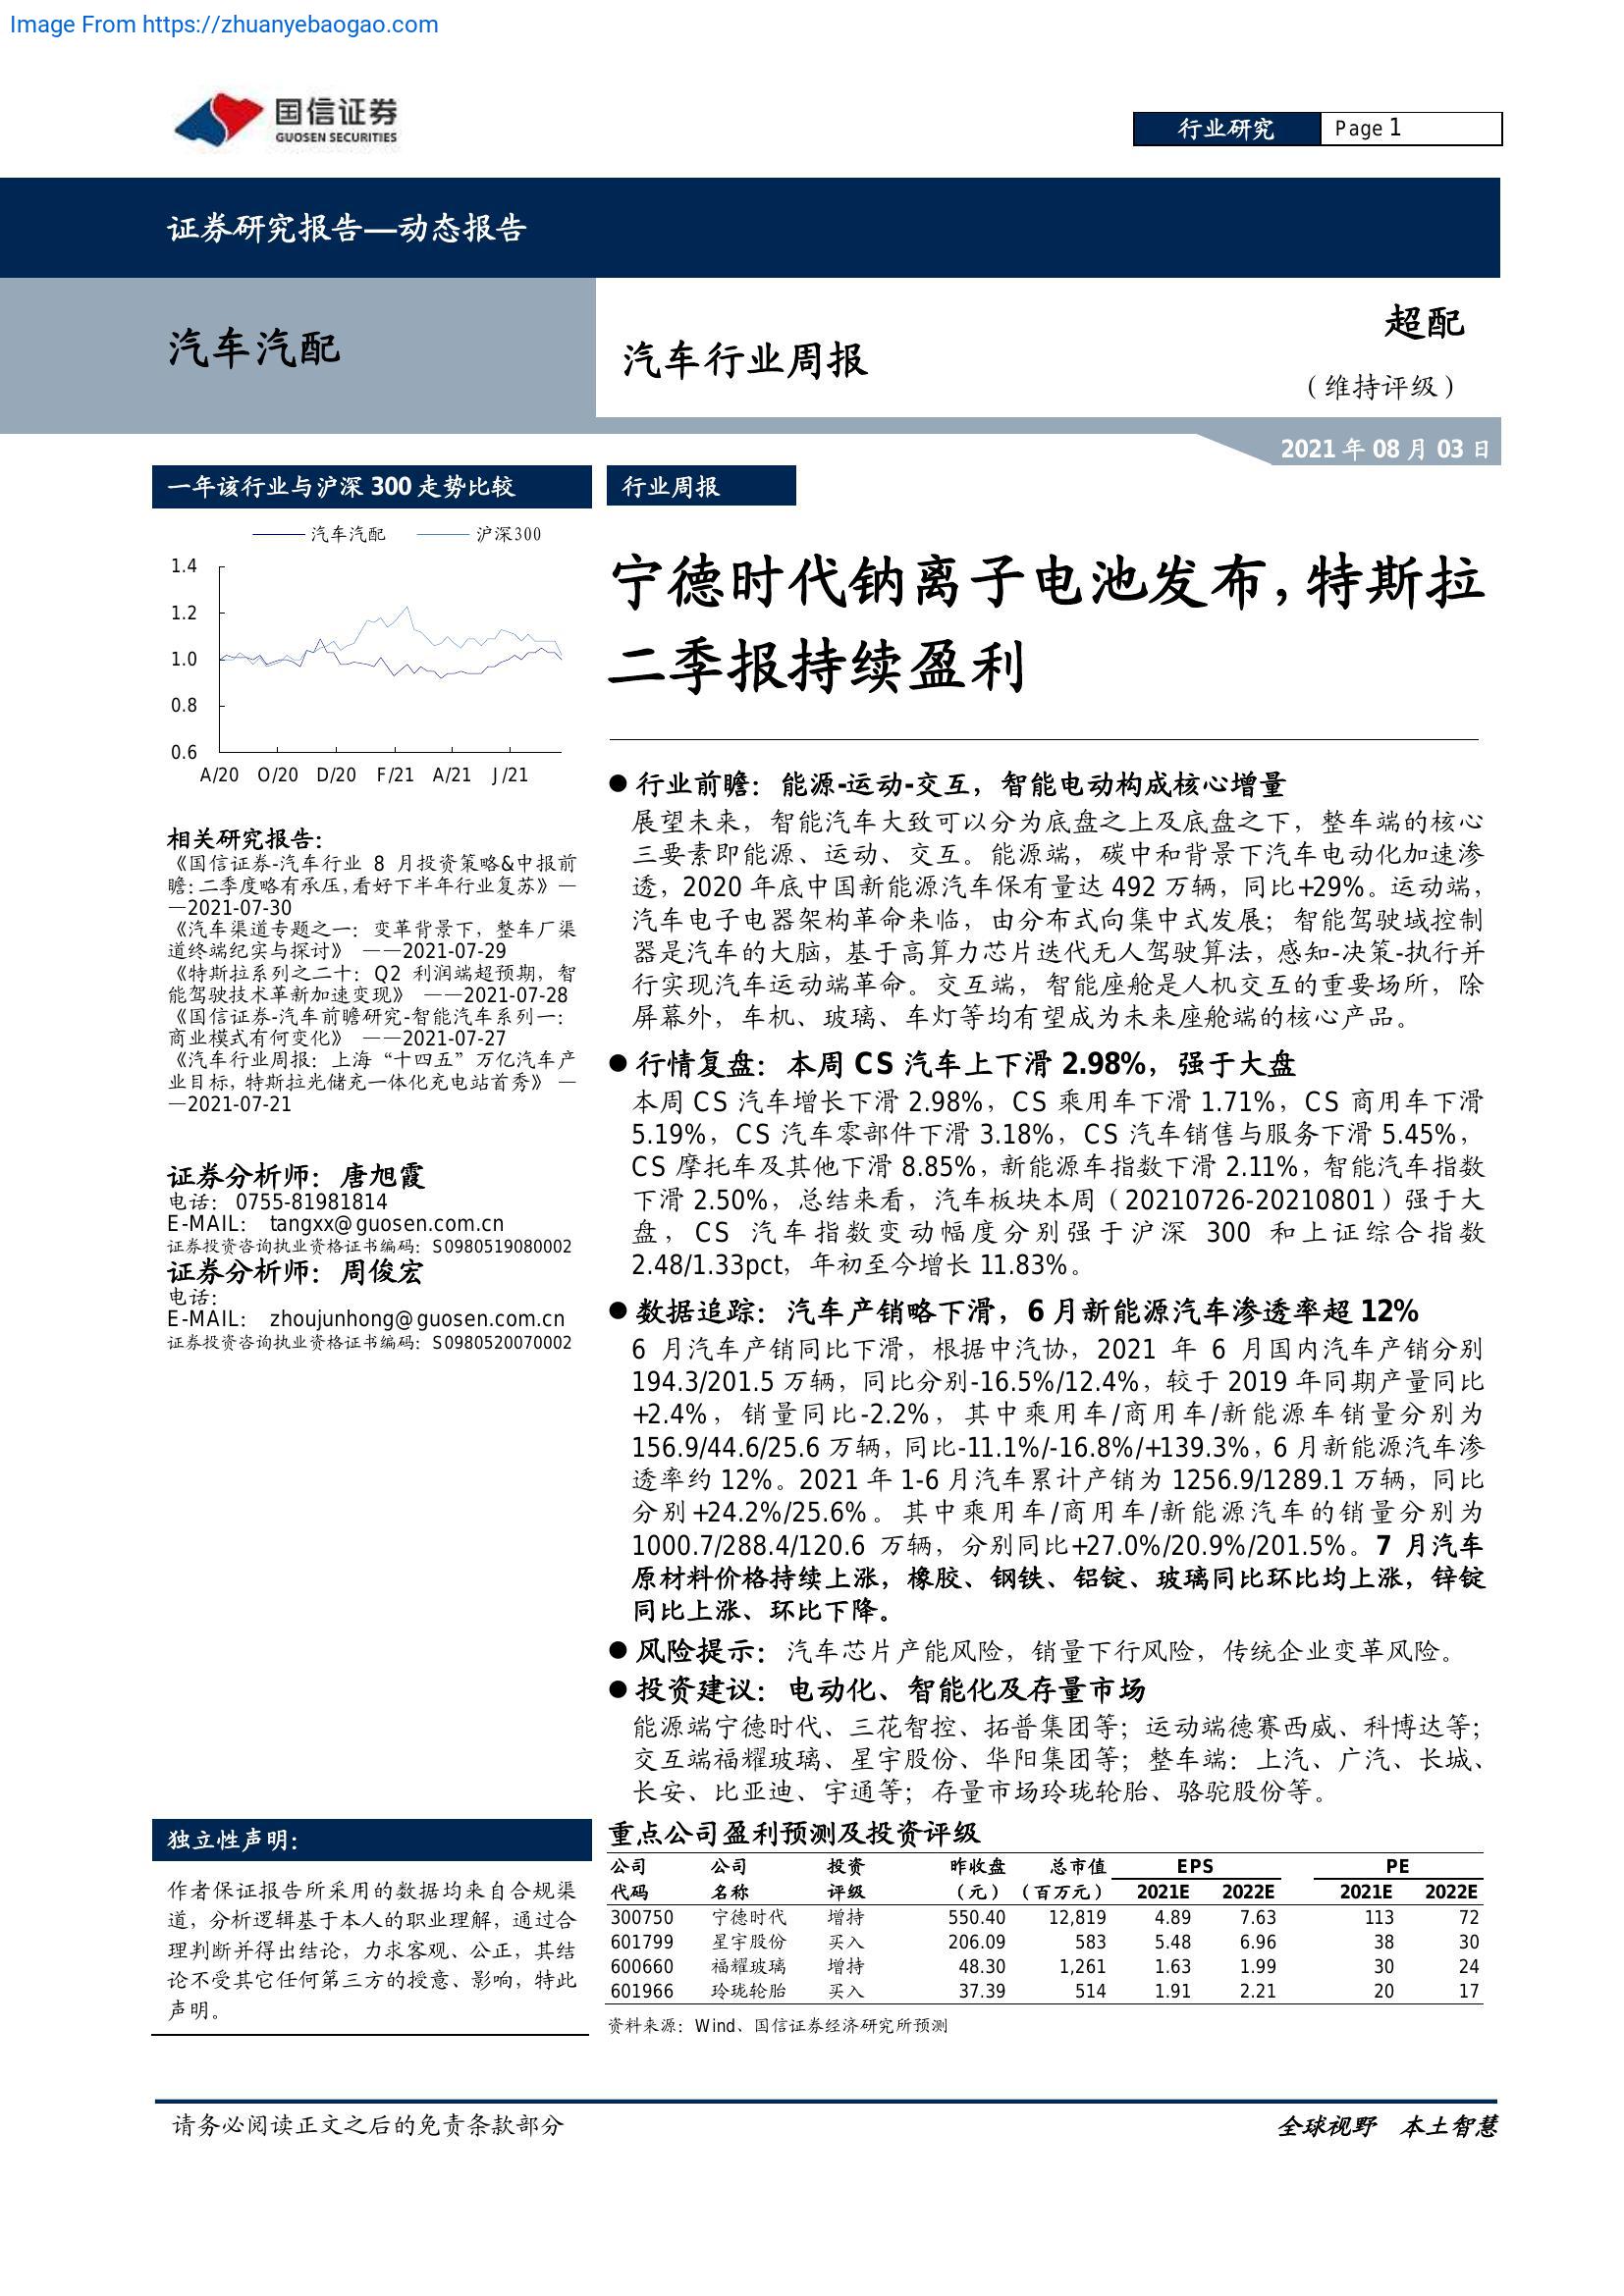 Image From https://zhuanyebaogao.com
国信证券
GUOSEN SECURITIES
行业研究
Page 1
证券研究报告—动态报告
汽车汽配
汽车行业周报
超配
（维持评级）
2021 年 08 月 03 日
一年该行业与沪深 300 走势比较
汽车汽配 沪深300
1.4
1.2
1.0
0.8
0.6
A/20 O/20 D/20 F/21 A/21 J/21
相关研究报告：
《国信证券-汽车行业 8 月投资策略&中报前
瞻：二季度略有承压，看好下半年行业复苏》—
—2021-07-30
《汽车渠道专题之一：变革背景下，整车厂渠
道终端纪实与探讨》 ——2021-07-29
《特斯拉系列之二十：Q2 利润端超预期，智
能驾驶技术革新加速变现》 ——2021-07-28
《国信证券-汽车前瞻研究-智能汽车系列一：
商业模式有何变化》 ——2021-07-27
《汽车行业周报：上海“十四五”万亿汽车产
业目标，特斯拉光储充一体化充电站首秀》 —
—2021-07-21
证券分析师：唐旭霞
电话： 0755-81981814
E-MAIL： tangxx@guosen.com.cn
证券投资咨询执业资格证书编码：S0980519080002
证券分析师：周俊宏
电话：
E-MAIL： zhoujunhong@guosen.com.cn
证券投资咨询执业资格证书编码：S0980520070002
独立性声明：
作者保证报告所采用的数据均来自合规渠
道，分析逻辑基于本人的职业理解，通过合
理判断并得出结论，力求客观、公正，其结
论不受其它任何第三方的授意、影响，特此
声明。
行业周报
宁德时代钠离子电池发布，特斯拉
二季报持续盈利
● 行业前瞻：能源-运动-交互，智能电动构成核心增量
展望未来，智能汽车大致可以分为底盘之上及底盘之下，整车端的核心
三要素即能源、运动、交互。能源端，碳中和背景下汽车电动化加速渗
透，2020 年底中国新能源汽车保有量达 492 万辆，同比+29%。运动端，
汽车电子电器架构革命来临，由分布式向集中式发展；智能驾驶域控制
器是汽车的大脑，基于高算力芯片迭代无人驾驶算法，感知-决策-执行并
行实现汽车运动端革命。交互端，智能座舱是人机交互的重要场所，除
屏幕外，车机、玻璃、车灯等均有望成为未来座舱端的核心产品。
● 行情复盘：本周 CS 汽车上下滑 2.98%，强于大盘
本周 CS 汽车增长下滑 2.98%，CS 乘用车下滑 1.71%，CS 商用车下滑
5.19%，CS 汽车零部件下滑 3.18%，CS 汽车销售与服务下滑 5.45%，
CS 摩托车及其他下滑 8.85%，新能源车指数下滑 2.11%，智能汽车指数
下滑 2.50%，总结来看，汽车板块本周（20210726-20210801）强于大
盘，CS 汽车指数变动幅度分别强于沪深 300 和上证综合指数
2.48/1.33pct，年初至今增长 11.83%。
● 数据追踪：汽车产销略下滑，6 月新能源汽车渗透率超 12%
6 月汽车产销同比下滑，根据中汽协，2021 年 6 月国内汽车产销分别
194.3/201.5 万辆，同比分别-16.5%/12.4%，较于 2019 年同期产量同比
+2.4%，销量同比-2.2%，其中乘用车/商用车/新能源车销量分别为
156.9/44.6/25.6 万辆，同比-11.1%/-16.8%/+139.3%，6 月新能源汽车渗
透率约 12%。2021 年 1-6 月汽车累计产销为 1256.9/1289.1 万辆，同比
分别+24.2%/25.6%。其中乘用车/商用车/新能源汽车的销量分别为
1000.7/288.4/120.6 万辆，分别同比+27.0%/20.9%/201.5%。7 月汽车
原材料价格持续上涨，橡胶、钢铁、铝锭、玻璃同比环比均上涨，锌锭
同比上涨、环比下降。
● 风险提示：汽车芯片产能风险，销量下行风险，传统企业变革风险。
● 投资建议：电动化、智能化及存量市场
能源端宁德时代、三花智控、拓普集团等；运动端德赛西威、科博达等；
交互端福耀玻璃、星宇股份、华阳集团等；整车端：上汽、广汽、长城、
长安、比亚迪、宇通等；存量市场玲珑轮胎、骆驼股份等。
重点公司盈利预测及投资评级
公司 公司 投资 昨收盘 总市值 EPS PE
代码 名称 评级 （元） （百万元） 2021E 2022E 2021E 2022E
300750 宁德时代 增持 550.40 12,819 4.89 7.63 113 72
601799 星宇股份 买入 206.09 583 5.48 6.96 38 30
600660 福耀玻璃 增持 48.30 1,261 1.63 1.99 30 24
601966 玲珑轮胎 买入 37.39 514 1.91 2.21 20 17
资料来源：Wind、国信证券经济研究所预测
请务必阅读正文之后的免责条款部分
全球视野 本土智慧